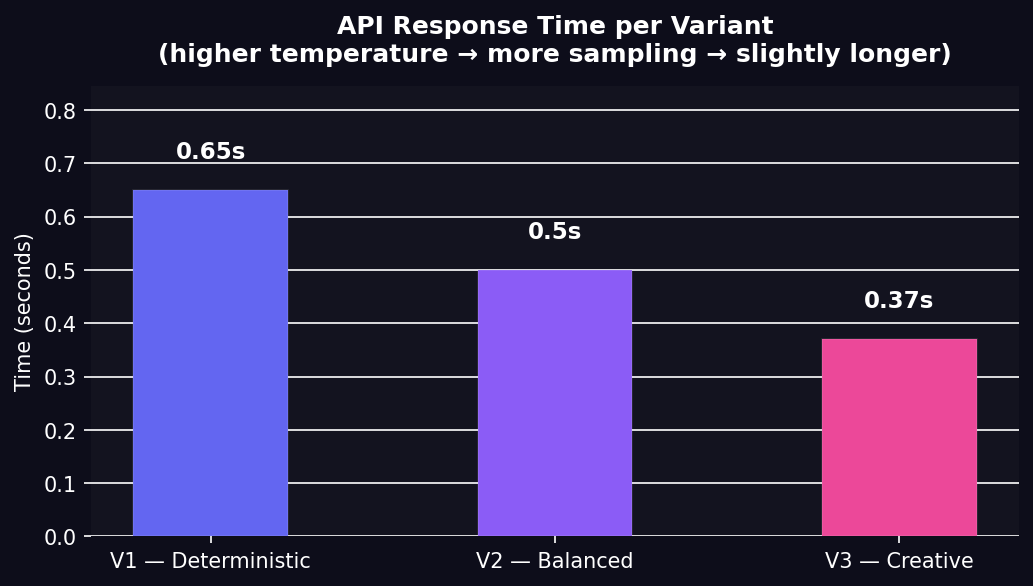 API Response Time per Variant
(higher temperature → more sampling → slightly longer)
Time (seconds)
0.8
0.7
0.6
0.5
0.4
0.3
0.2
0.1
0.0
0.65s
0.5s
0.37s
V1 — Deterministic
V2 — Balanced
V3 — Creative